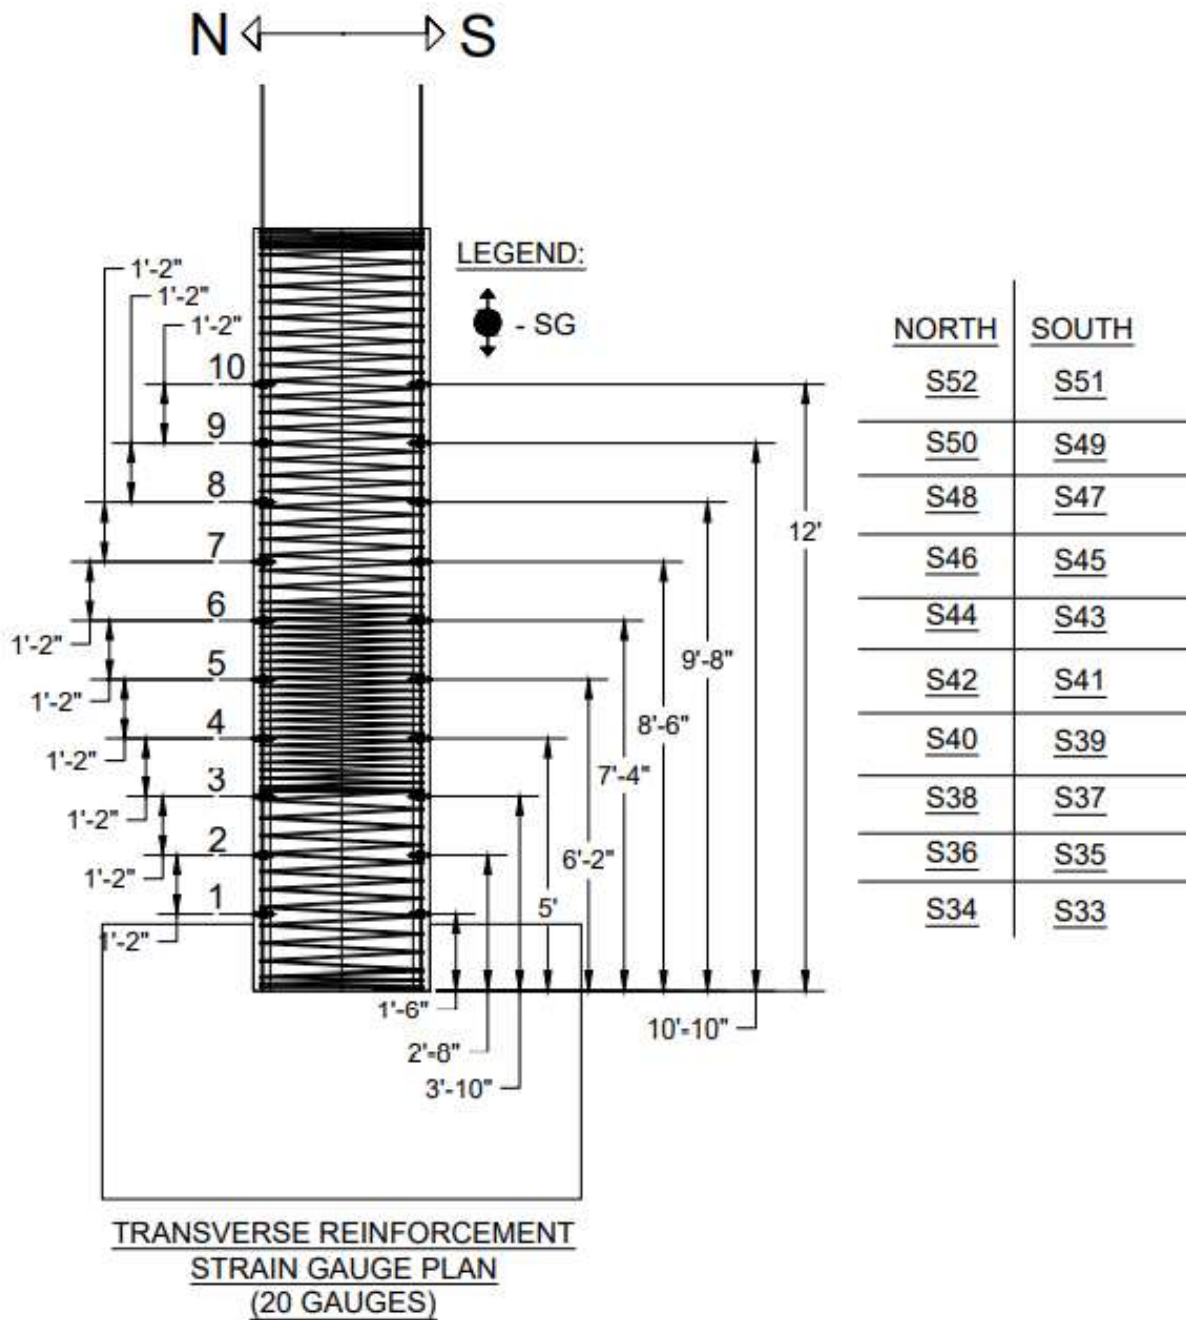 N S
LEGEND:
- SG
1'-2"
1'-2"
1'-2"
10
9
8
7
6
5
4
3
2
1
1'-2"
1'-2"
1'-2"
1'-2"
1'-2"
1'-2"
12'
9'-8"
8'-6"
7'-4"
6'-2"
5'
1'-6"
2'-8"
3'-10"
10'-10"
NORTH SOUTH
S52 S51
S50 S49
S48 S47
S46 S45
S44 S43
S42 S41
S40 S39
S38 S37
S36 S35
S34 S33
TRANSVERSE REINFORCEMENT
STRAIN GAUGE PLAN
(20 GAUGES)